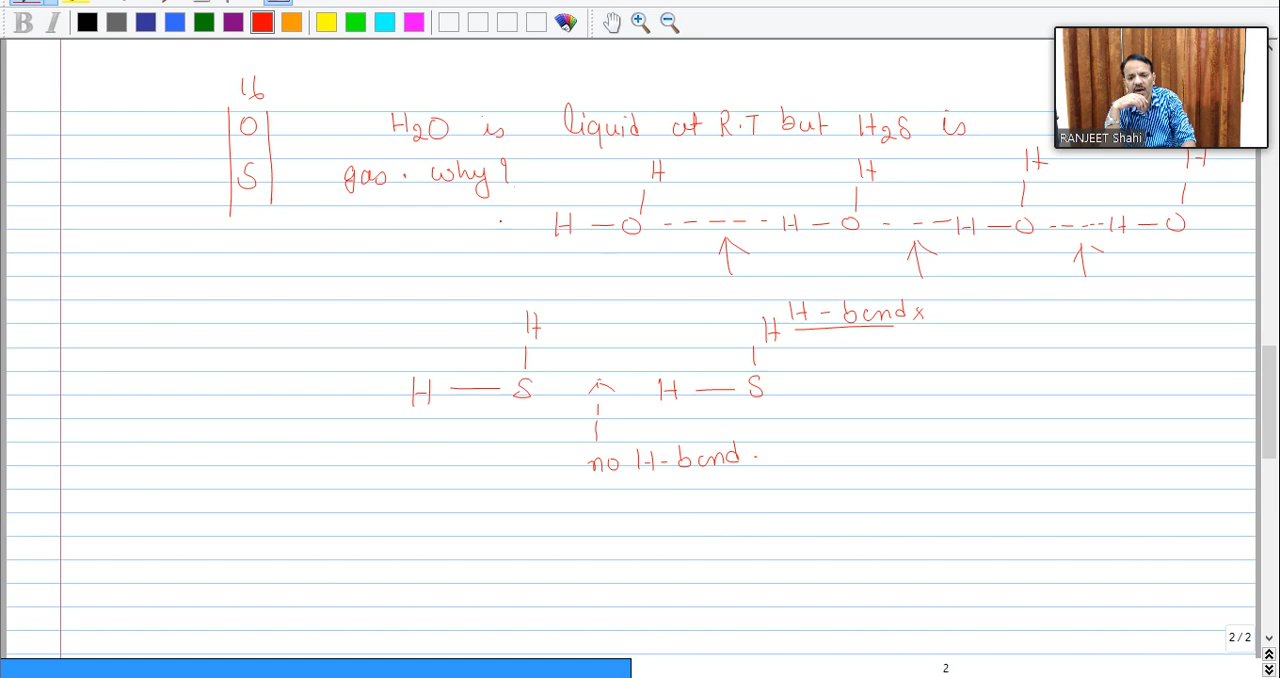 B I
RANJEET Shahi
16
O
S
H2O is liquid at R.T but H2S is
gas. why?
H H H H
H — O ---- H — O --- H — O ---- H — O
H - bond x
H H
H — S H — S
no H-bond.
2 / 2
2